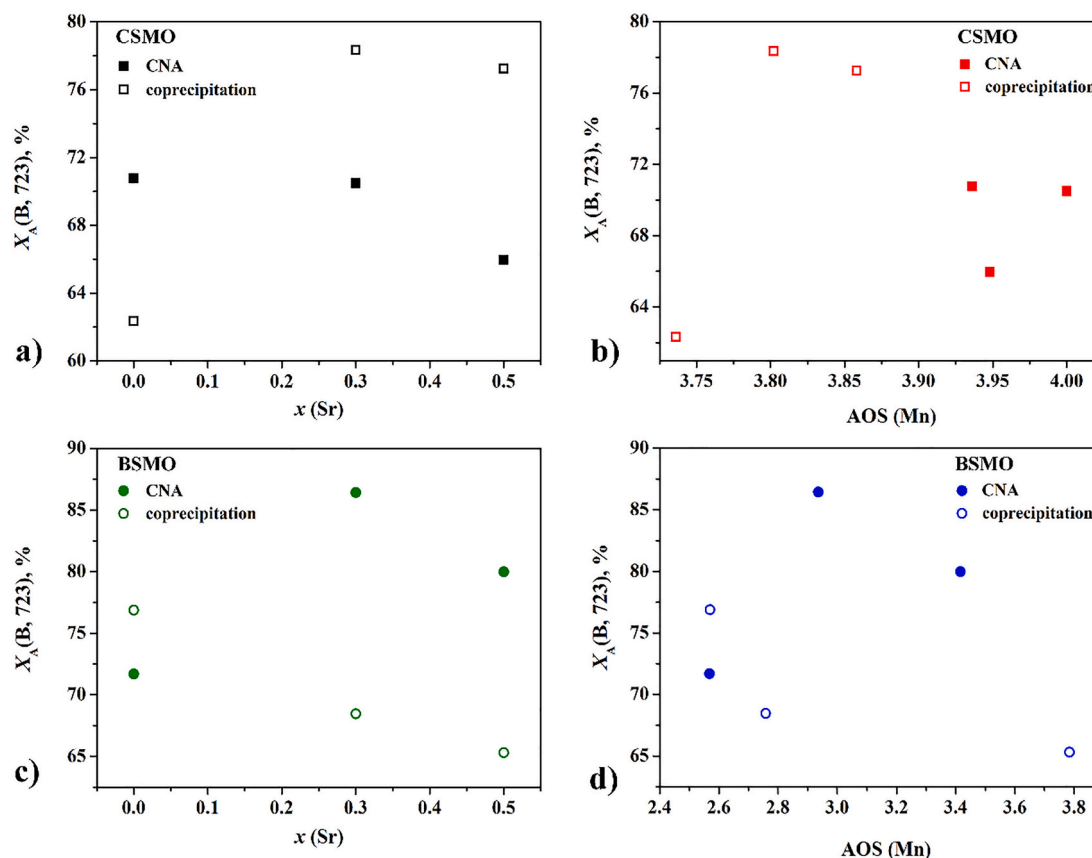 CSMO
CNA
coprecipitation
80
76
72
68
64
60
X_A(B, 723), %
0.0 0.1 0.2 0.3 0.4 0.5
x (Sr)
a)
CSMO
CNA
coprecipitation
80
76
72
68
64
X_A(B, 723), %
3.75 3.80 3.85 3.90 3.95 4.00
AOS (Mn)
b)
BSMO
CNA
coprecipitation
90
85
80
75
70
65
X_A(B, 723), %
0.0 0.1 0.2 0.3 0.4 0.5
x (Sr)
c)
BSMO
CNA
coprecipitation
90
85
80
75
70
65
X_A(B, 723), %
2.4 2.6 2.8 3.0 3.2 3.4 3.6 3.8
AOS (Mn)
d)